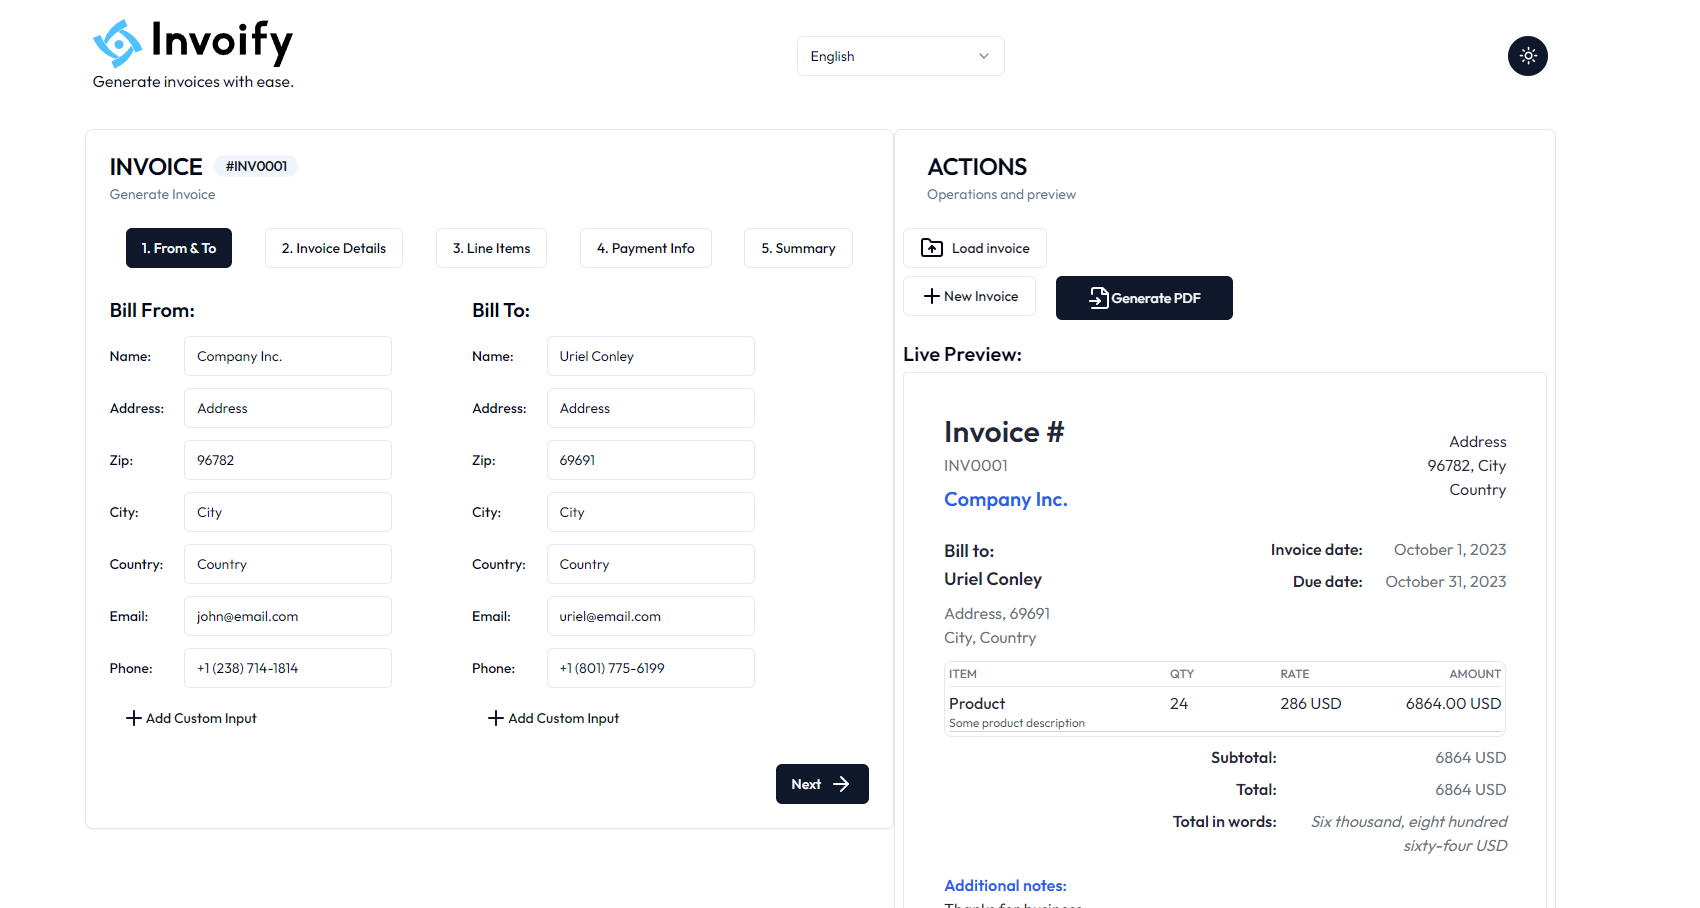 Invoify
Generate invoices with ease.
English
INVOICE #INV0001
Generate Invoice
1. From & To
2. Invoice Details
3. Line Items
4. Payment Info
5. Summary
Bill From:
Name: Company Inc.
Address: Address
Zip: 96782
City: City
Country: Country
Email: john@email.com
Phone: +1 (238) 714-1814
Add Custom Input
Bill To:
Name: Uriel Conley
Address: Address
Zip: 69691
City: City
Country: Country
Email: uriel@email.com
Phone: +1 (801) 775-6199
Add Custom Input
Next
ACTIONS
Operations and preview
Load invoice
New Invoice
Generate PDF
Live Preview:
Invoice #
INV0001
Company Inc.
Address
96782, City
Country
Bill to:
Uriel Conley
Address, 69691
City, Country
Invoice date: October 1, 2023
Due date: October 31, 2023
ITEM QTY RATE AMOUNT
Product 24 286 USD 6864.00 USD
Some product description
Subtotal: 6864 USD
Total: 6864 USD
Total in words: Six thousand, eight hundred
sixty-four USD
Additional notes:
Thanks for business